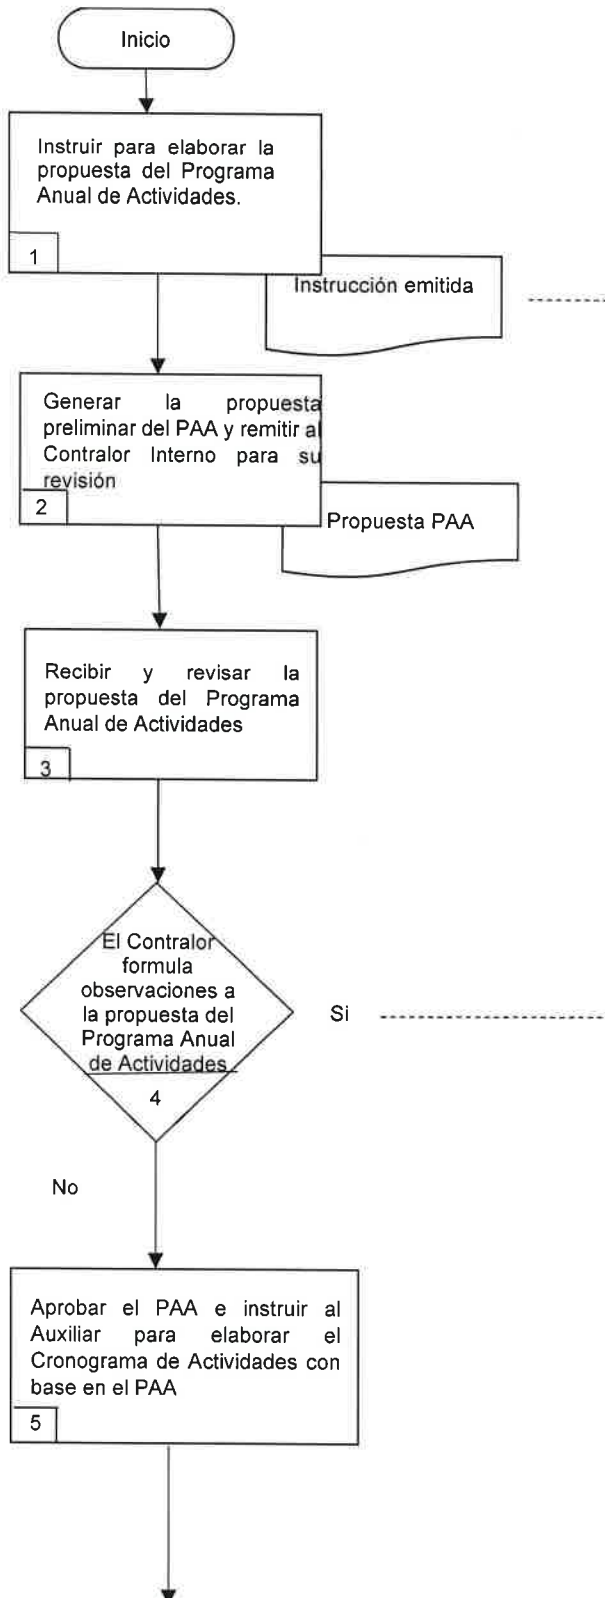 Inicio
Instruir para elaborar la
propuesta del Programa
Anual de Actividades.
1
Instrucción emitida
Generar la propuesta
preliminar del PAA y remitir al
Contralor Interno para su
revisión
2
Propuesta PAA
Recibir y revisar la
propuesta del Programa
Anual de Actividades
3
El Contralor
formula
observaciones a
la propuesta del
Programa Anual
de Actividades
4
Si
No
Aprobar el PAA e instruir al
Auxiliar para elaborar el
Cronograma de Actividades con
base en el PAA
5